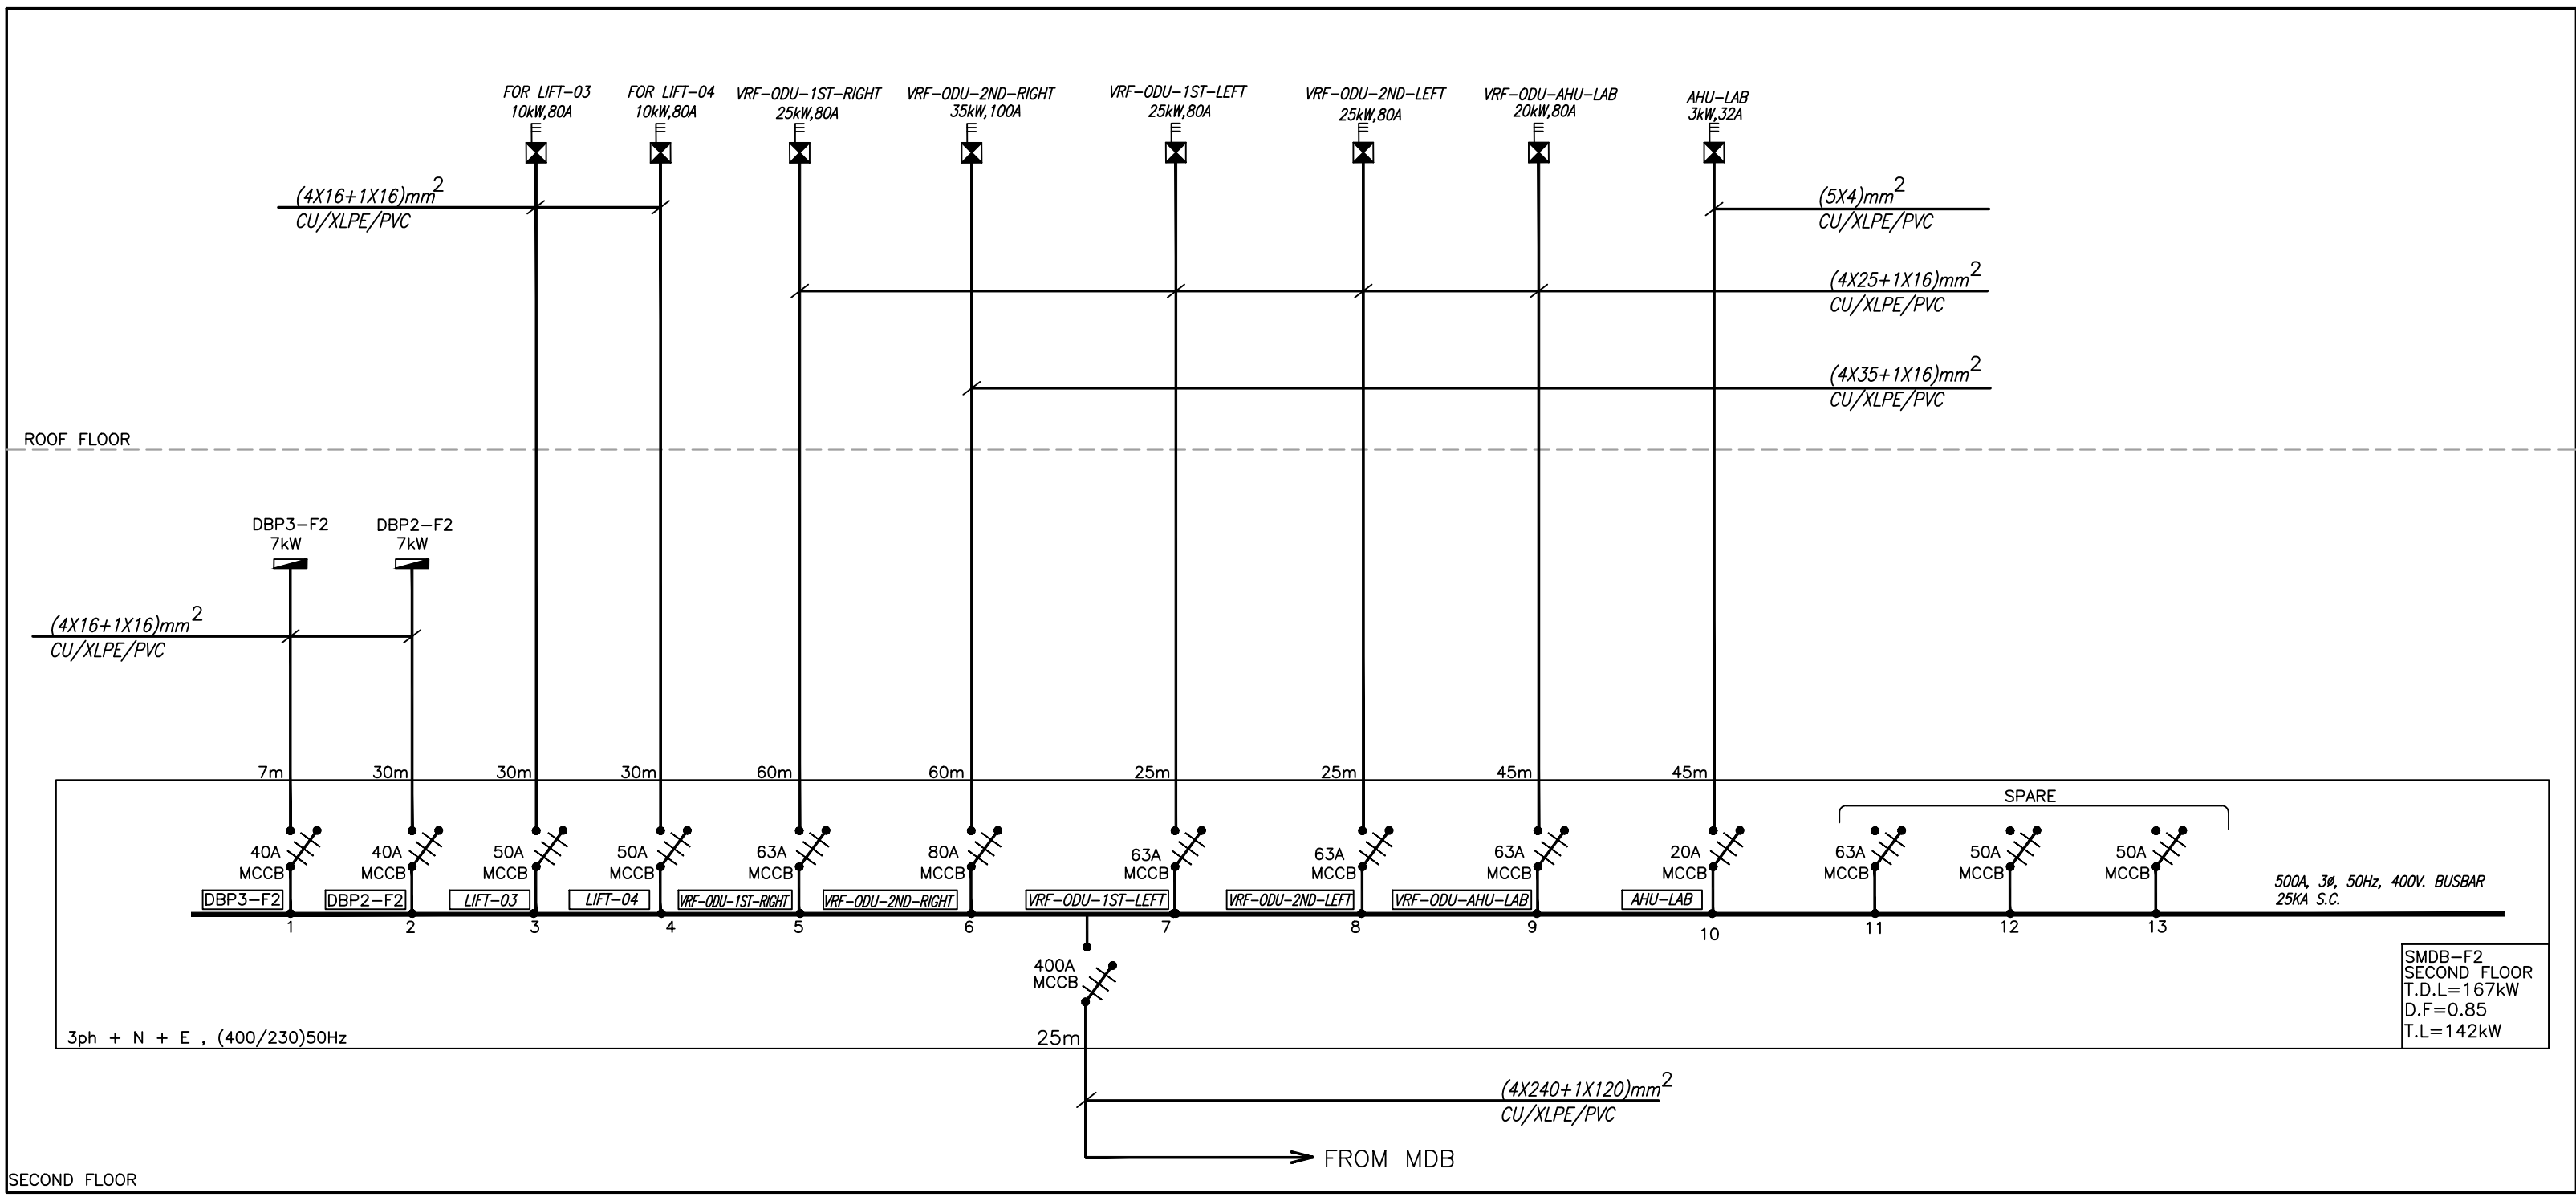 FOR LIFT-03
10kW,80A
FOR LIFT-04
10kW,80A
VRF-ODU-1ST-RIGHT
25kW,80A
VRF-ODU-2ND-RIGHT
35kW,100A
VRF-ODU-1ST-LEFT
25kW,80A
VRF-ODU-2ND-LEFT
25kW,80A
VRF-ODU-AHU-LAB
20kW,80A
AHU-LAB
3kW,32A
(4X16+1X16)mm2
CU/XLPE/PVC
(5X4)mm2
CU/XLPE/PVC
(4X25+1X16)mm2
CU/XLPE/PVC
(4X35+1X16)mm2
CU/XLPE/PVC
ROOF FLOOR
DBP3-F2
7kW
DBP2-F2
7kW
(4X16+1X16)mm2
CU/XLPE/PVC
7m
30m
30m
30m
60m
60m
25m
25m
45m
45m
SPARE
40A
MCCB
40A
MCCB
50A
MCCB
50A
MCCB
63A
MCCB
80A
MCCB
63A
MCCB
63A
MCCB
63A
MCCB
20A
MCCB
63A
MCCB
50A
MCCB
50A
MCCB
DBP3-F2
DBP2-F2
LIFT-03
LIFT-04
VRF-ODU-1ST-RIGHT
VRF-ODU-2ND-RIGHT
VRF-ODU-1ST-LEFT
VRF-ODU-2ND-LEFT
VRF-ODU-AHU-LAB
AHU-LAB
500A, 3ø, 50Hz, 400V. BUSBAR
25KA S.C.
1
2
3
4
5
6
7
8
9
10
11
12
13
400A
MCCB
SMDB-F2
SECOND FLOOR
T.D.L=167kW
D.F=0.85
T.L=142kW
3ph + N + E , (400/230)50Hz
25m
(4X240+1X120)mm2
CU/XLPE/PVC
FROM MDB
SECOND FLOOR